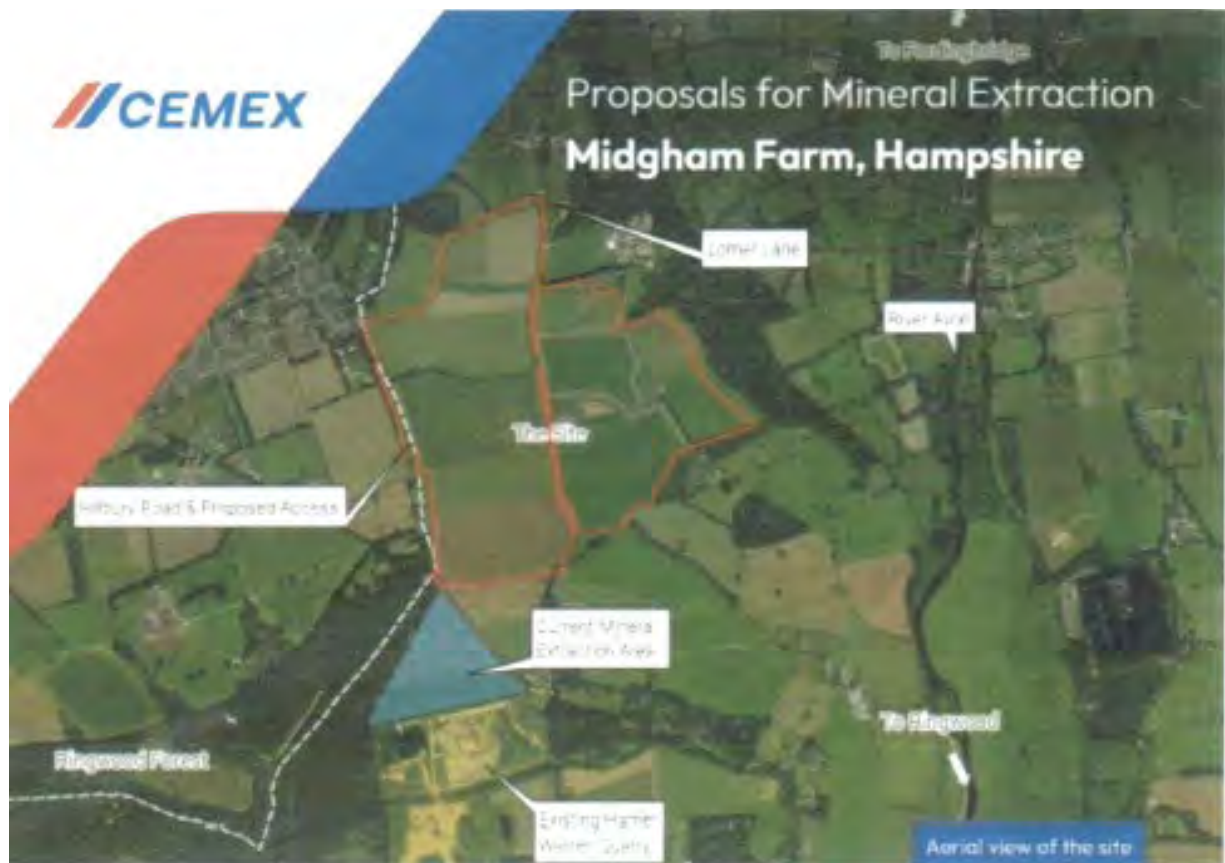 CEMEX
To Fordingbridge
Proposals for Mineral Extraction
Midgham Farm, Hampshire
Lomer Lane
River Avon
The Site
Road & Proposed Access
Current Mineral
Extraction Area
To Ringwood
Ringwood Forest
Existing Hamer
Warren Quarry
Aerial view of the site